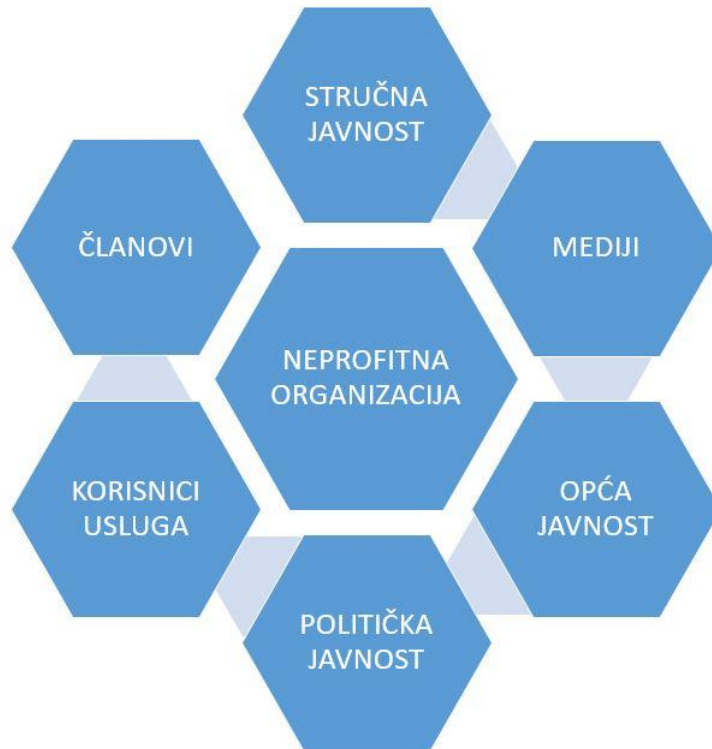 STRUČNA
JAVNOST
ČLANOVI
MEDIJI
NEPROFITNA
ORGANIZACIJA
KORISNICI
USLUGA
OPĆA
JAVNOST
POLITIČKA
JAVNOST